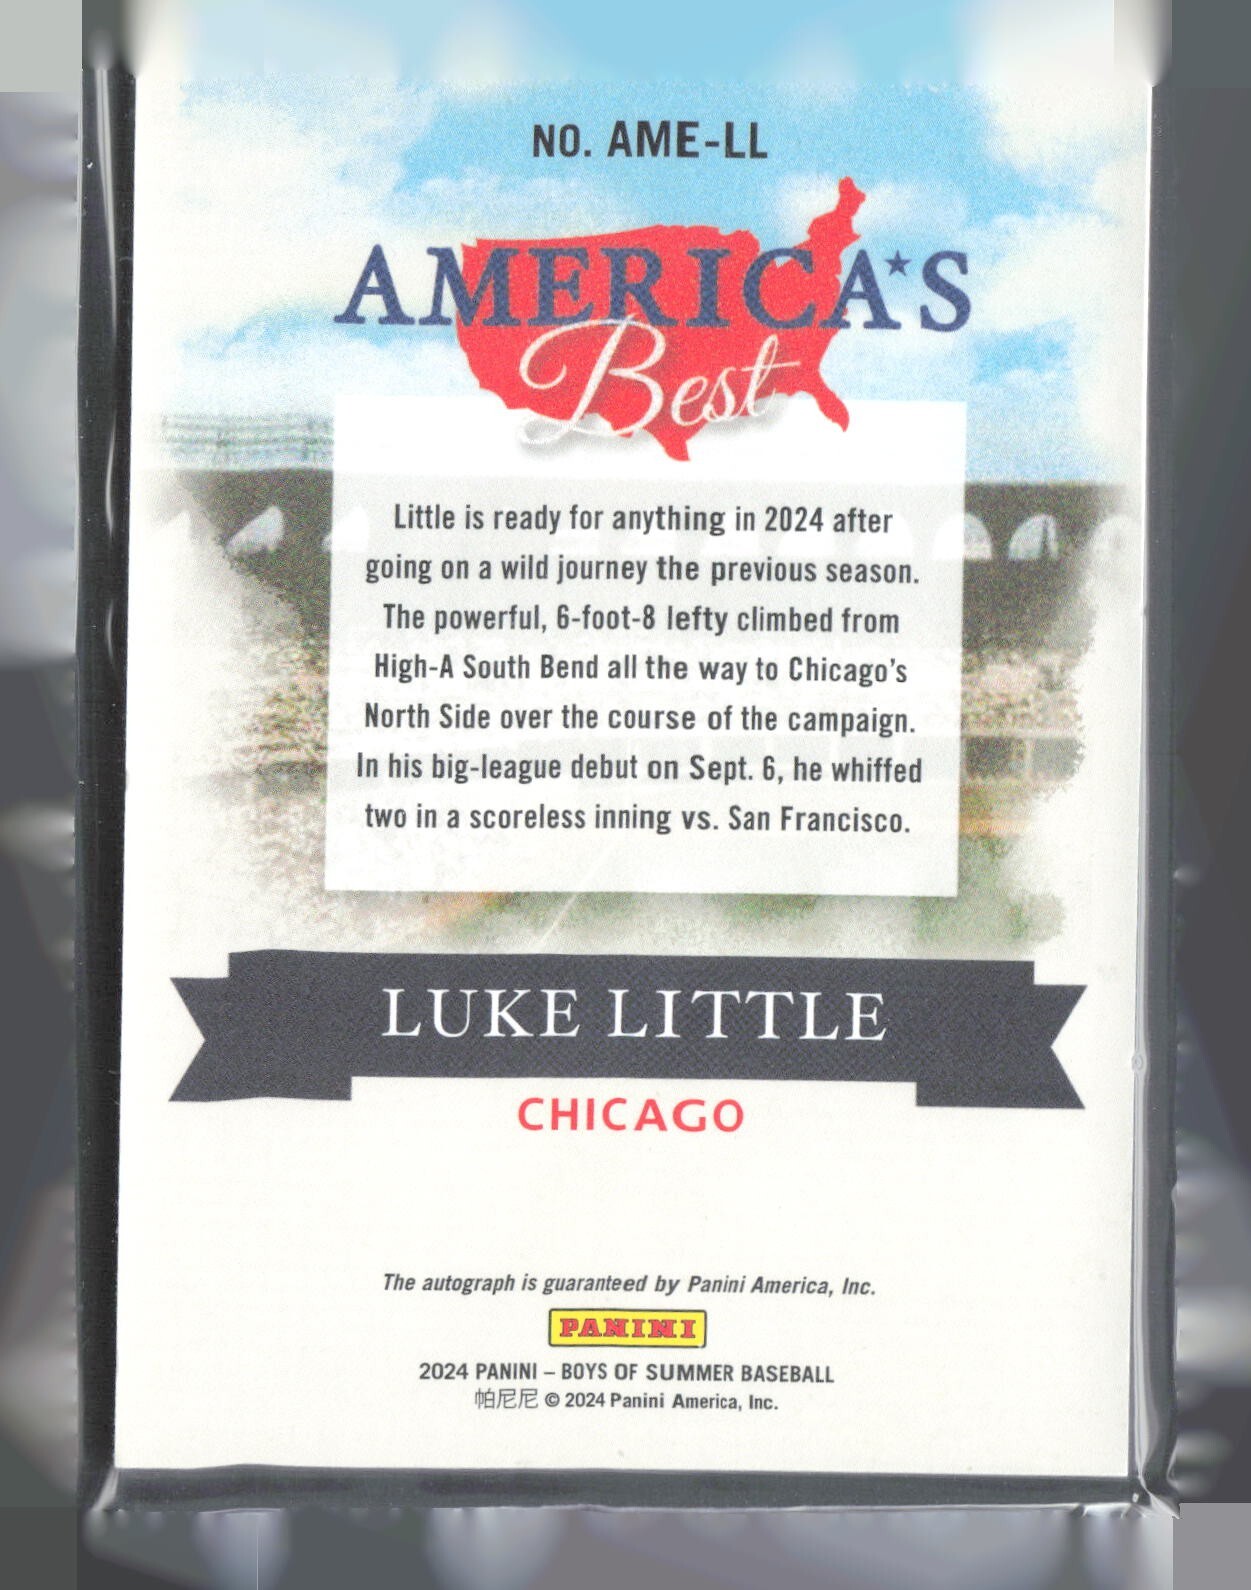 NO. AME-LL
AMERICA★S
Best
Little is ready for anything in 2024 after
going on a wild journey the previous season.
The powerful, 6-foot-8 lefty climbed from
High-A South Bend all the way to Chicago's
North Side over the course of the campaign.
In his big-league debut on Sept. 6, he whiffed
two in a scoreless inning vs. San Francisco.
LUKE LITTLE
CHICAGO
The autograph is guaranteed by Panini America, Inc.
PANINI
2024 PANINI – BOYS OF SUMMER BASEBALL
帕尼尼 © 2024 Panini America, Inc.